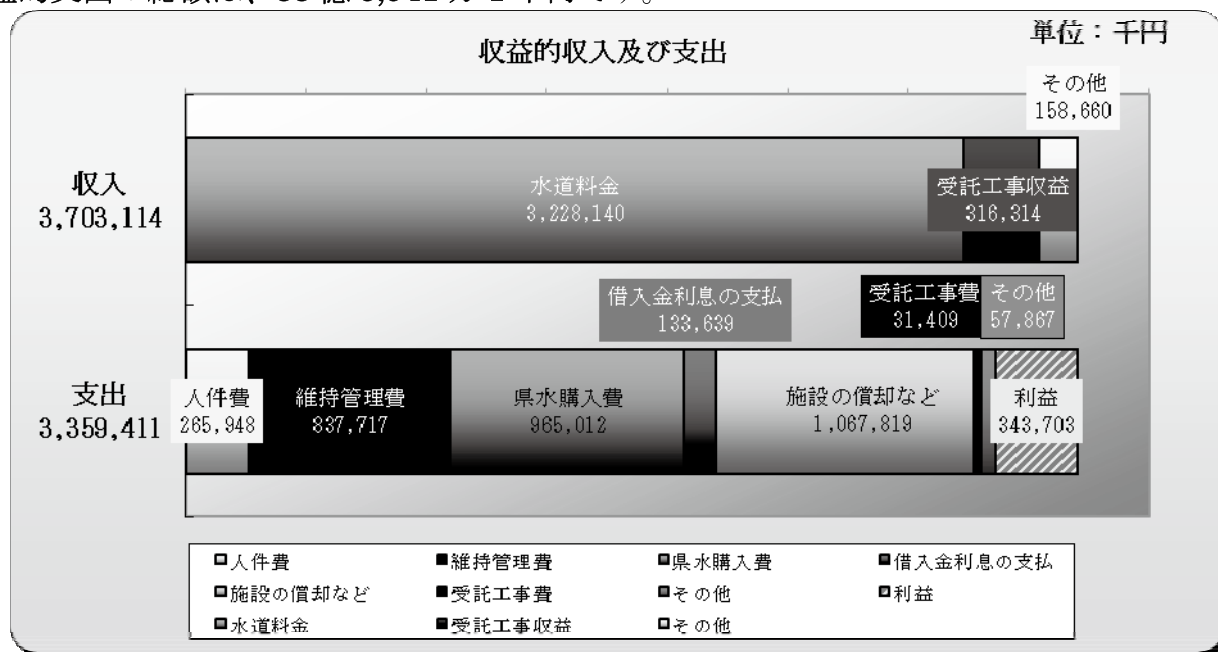 単位：千円
収益的収入及び支出
その他
158,660
収入
3,703,114
水道料金
3,228,140
受託工事収益
316,314
借入金利息の支払
133,639
受託工事費
31,409
その他
57,867
支出
3,359,411
人件費
265,948
維持管理費
837,717
県水購入費
965,012
施設の償却など
1,067,819
利益
343,703
人件費 維持管理費 県水購入費 借入金利息の支払
施設の償却など 受託工事費 その他 利益
水道料金 受託工事収益 その他